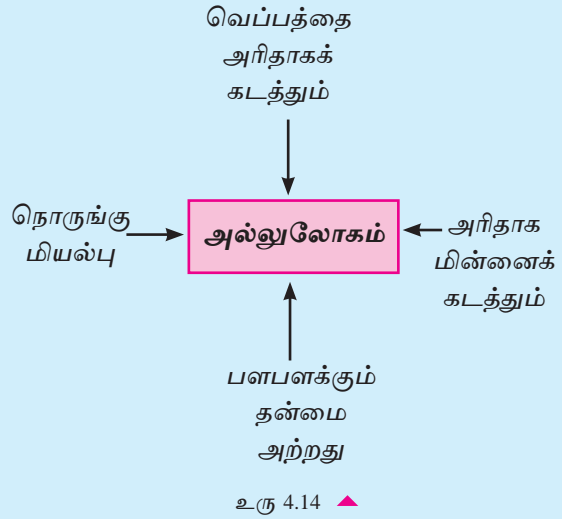 வெப்பத்தை
அரிதாகக்
கடத்தும்
நொருங்கு
மியல்பு
அல்லுலோகம்
அரிதாக
மின்னைக்
கடத்தும்
பளபளக்கும்
தன்மை
அற்றது
உரு 4.14